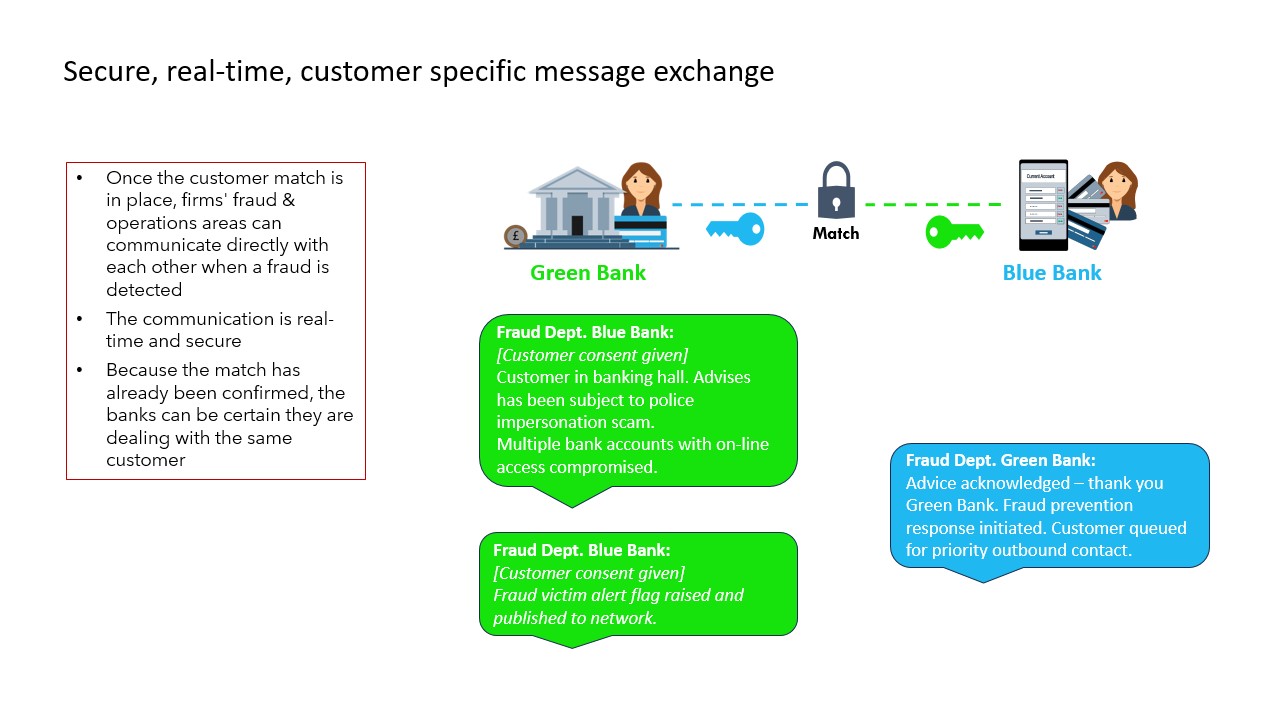 Secure, real-time, customer specific message exchange
• Once the customer match is
in place, firms' fraud &
operations areas can
communicate directly with
each other when a fraud is
detected
• The communication is real-
time and secure
• Because the match has
already been confirmed, the
banks can be certain they are
dealing with the same
customer
£
Match
Current Account
Green Bank
Blue Bank
Fraud Dept. Blue Bank:
[Customer consent given]
Customer in banking hall. Advises
has been subject to police
impersonation scam.
Multiple bank accounts with on-line
access compromised.
Fraud Dept. Green Bank:
Advice acknowledged – thank you
Green Bank. Fraud prevention
response initiated. Customer queued
for priority outbound contact.
Fraud Dept. Blue Bank:
[Customer consent given]
Fraud victim alert flag raised and
published to network.